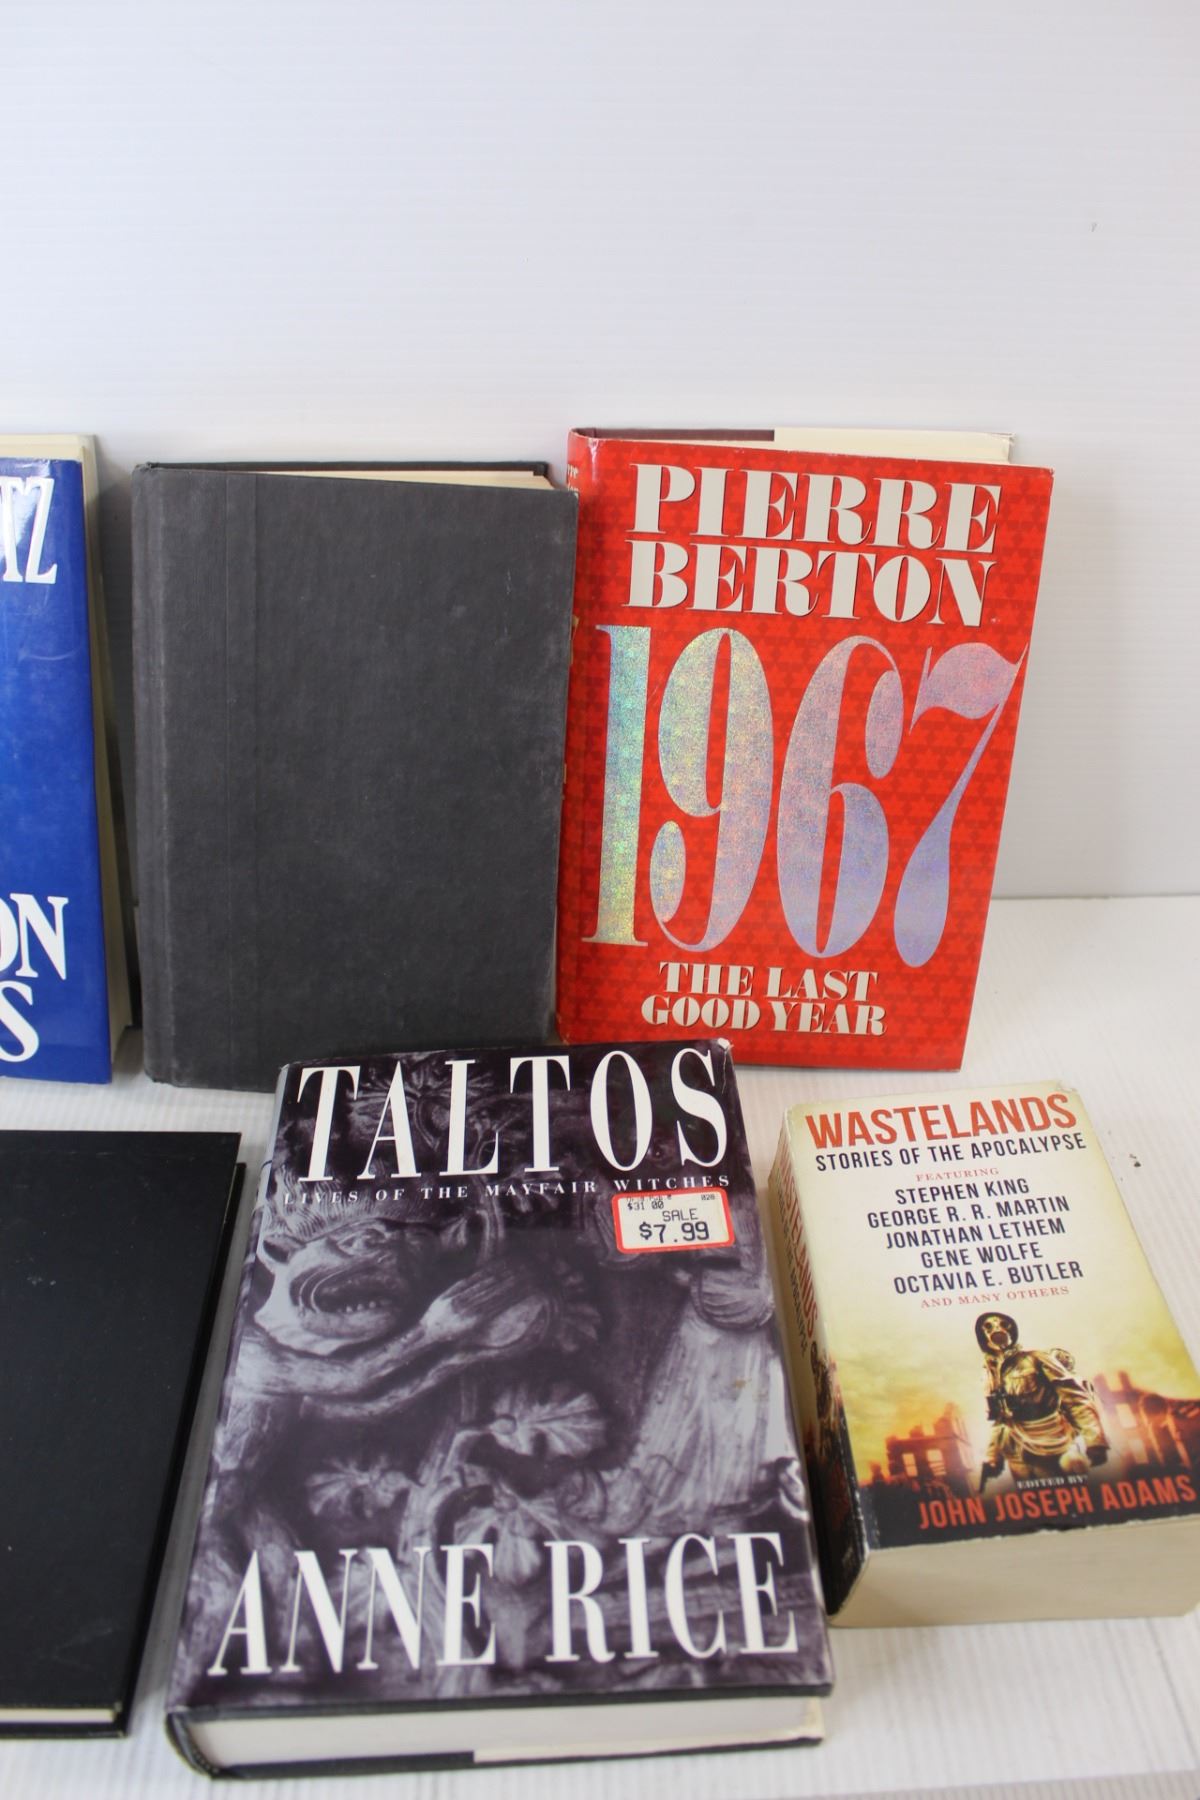 TZ
ON
S
PIERRE
BERTON
1967
THE LAST
GOOD YEAR
TALTOS
LIVES OF THE MAYFAIR WITCHES
$31.00
020
SALE
$7.99
ANNE RICE
WASTELANDS
STORIES OF THE APOCALYPSE
FEATURING
STEPHEN KING
GEORGE R. R. MARTIN
JONATHAN LETHEM
GENE WOLFE
OCTAVIA E. BUTLER
AND MANY OTHERS
EDITED BY
JOHN JOSEPH ADAMS
WASTELANDS